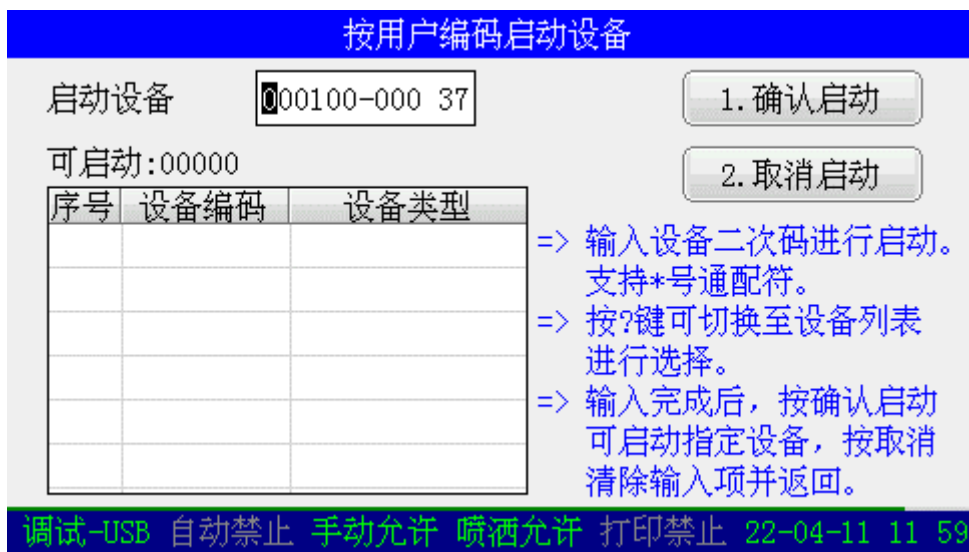 按用户编码启动设备
启动设备 000100-000 37
1.确认启动
可启动:00000
2.取消启动
序号 设备编码 设备类型
=> 输入设备二次码进行启动。
支持*号通配符。
=> 按?键可切换至设备列表
进行选择。
=> 输入完成后，按确认启动
可启动指定设备，按取消
清除输入项并返回。
调试-USB 自动禁止 手动允许 喷洒允许 打印禁止 22-04-11 11 59